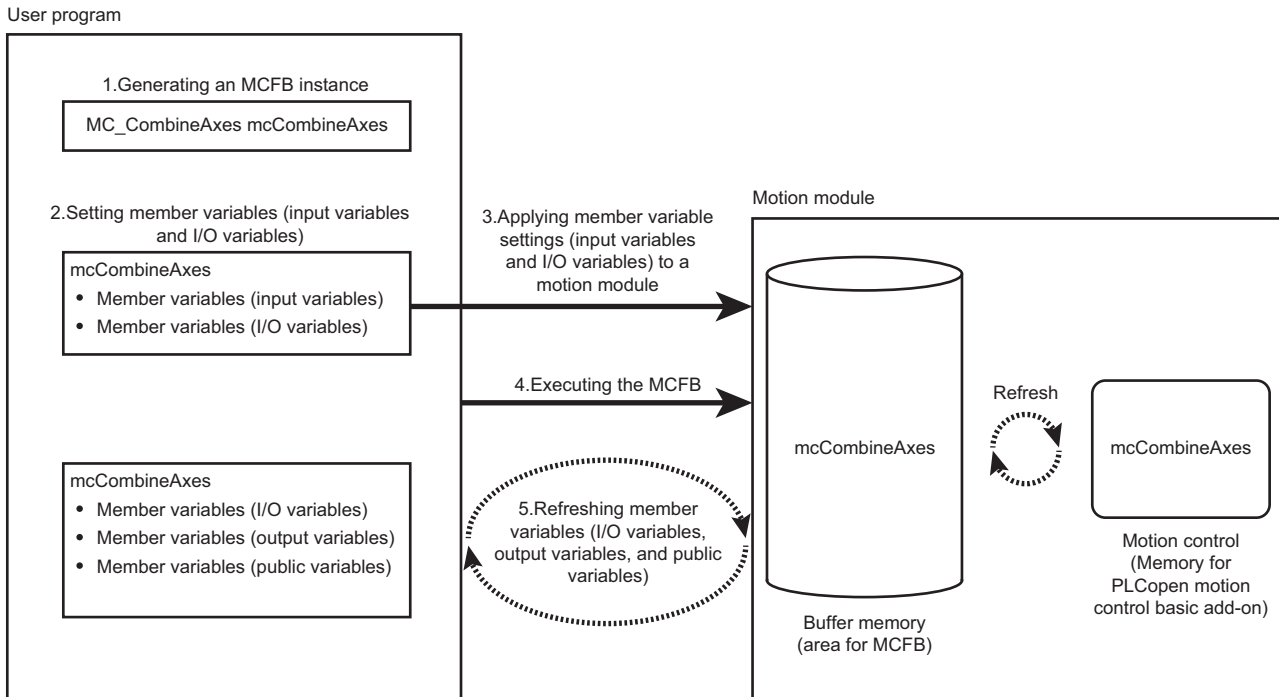 User program
1.Generating an MCFB instance
MC_CombineAxes mcCombineAxes
2.Setting member variables (input variables
and I/O variables)
mcCombineAxes
• Member variables (input variables)
• Member variables (I/O variables)
3.Applying member variable
settings (input variables
and I/O variables) to a
motion module
4.Executing the MCFB
mcCombineAxes
• Member variables (I/O variables)
• Member variables (output variables)
• Member variables (public variables)
5.Refreshing member
variables (I/O variables,
output variables, and public
variables)
Motion module
mcCombineAxes
Buffer memory
(area for MCFB)
Refresh
mcCombineAxes
Motion control
(Memory for
PLCopen motion
control basic add-on)